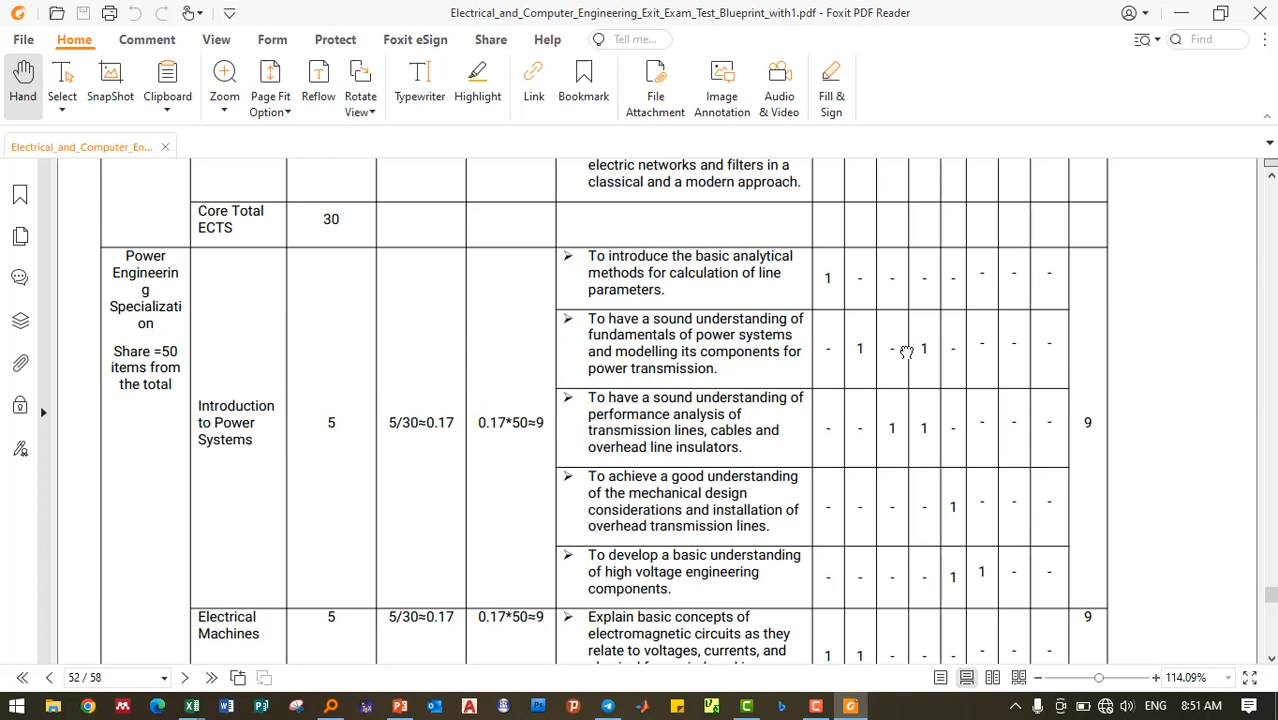 Electrical_and_Computer_Engineering_Exit_Exam_Test_Blueprint_with1.pdf - Foxit PDF Reader
File Home Comment View Form Protect Foxit eSign Share Help Tell me... Find
Hand Select SnapShot Clipboard Zoom Page Fit Option Reflow Rotate View Typewriter Highlight Link Bookmark File Attachment Image Annotation Audio & Video Fill & Sign
Electrical_and_Computer_En...
electric networks and filters in a
classical and a modern approach.
Core Total
ECTS
30
Power
Engineerin
g
Specializati
on
Share =50
items from
the total
Introduction
to Power
Systems
5
5/30≈0.17
0.17*50≈9
➢ To introduce the basic analytical
methods for calculation of line
parameters.
1 - - - - - - -
➢ To have a sound understanding of
fundamentals of power systems
and modelling its components for
power transmission.
- 1 - 1 - - - -
➢ To have a sound understanding of
performance analysis of
transmission lines, cables and
overhead line insulators.
- - 1 1 - - - -
9
➢ To achieve a good understanding
of the mechanical design
considerations and installation of
overhead transmission lines.
- - - - 1 - - -
➢ To develop a basic understanding
of high voltage engineering
components.
- - - - 1 1 - -
Electrical
Machines
5
5/30≈0.17
0.17*50≈9
➢ Explain basic concepts of
electromagnetic circuits as they
relate to voltages, currents, and
1 1 - - - - - -
9
52 / 58
114.09%
ENG 8:51 AM